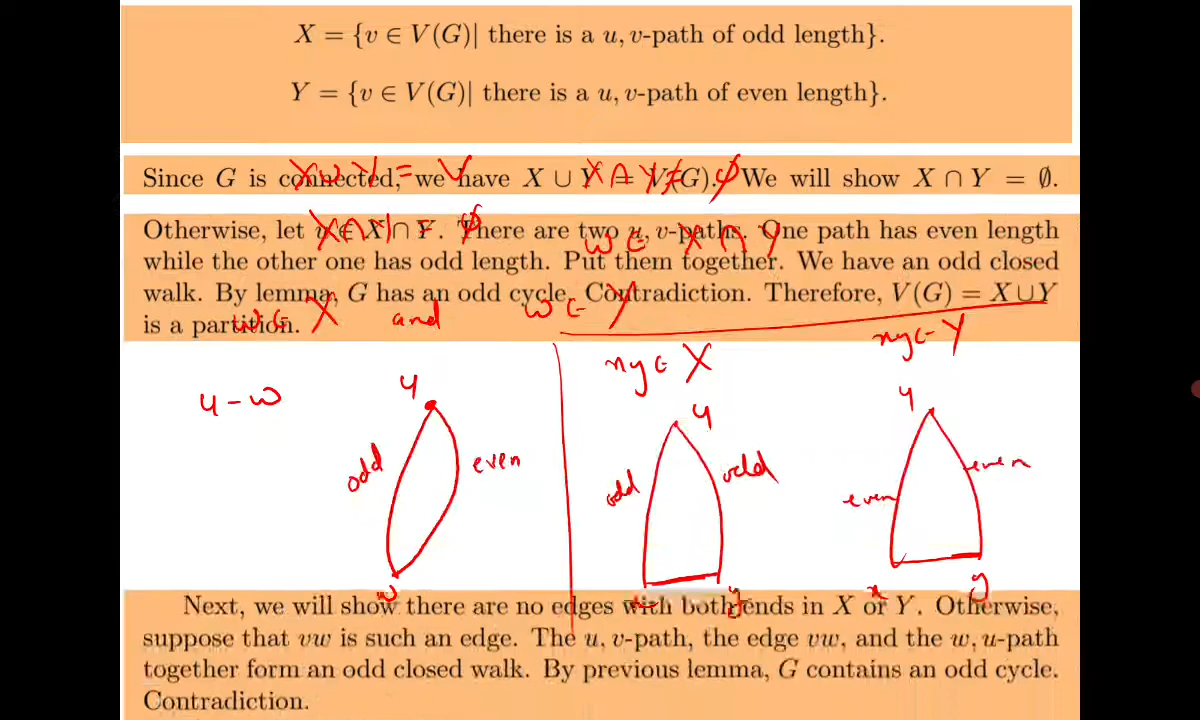 X = {v ∈ V(G)| there is a u, v-path of odd length}.
Y = {v ∈ V(G)| there is a u, v-path of even length}.
Since G is connected, we have X ∪ Y = V(G). We will show X ∩ Y = ∅.
X ∪ Y = V X ∩ Y ≠ ϕ
Otherwise, let v ∈ X ∩ Y. There are two u, v-paths. One path has even length
X ∩ Y = ϕ w ∈ X ∩ Y
while the other one has odd length. Put them together. We have an odd closed
walk. By lemma, G has an odd cycle. Contradiction. Therefore, V(G) = X ∪ Y
w ∈ X and w ∈ Y
is a partition.
xy ∈ X xy ∈ Y
u - w u u u
odd even odd odd even even
w x y x y
Next, we will show there are no edges with both ends in X or Y. Otherwise,
suppose that vw is such an edge. The u, v-path, the edge vw, and the w, u-path
together form an odd closed walk. By previous lemma, G contains an odd cycle.
Contradiction.